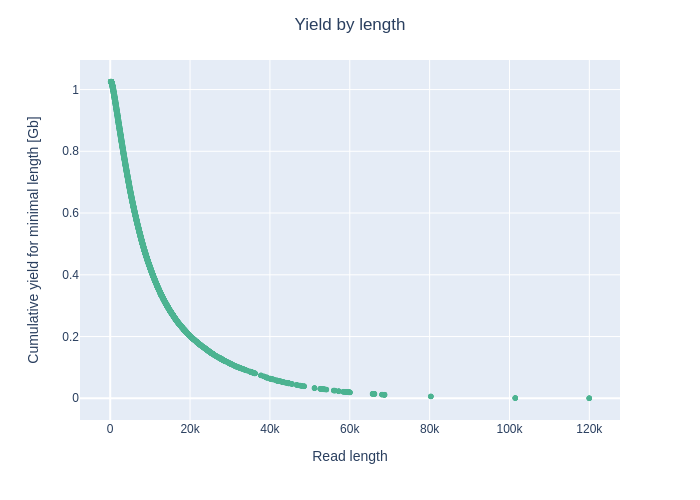 Yield by length
Cumulative yield for minimal length [Gb]
1
0.8
0.6
0.4
0.2
0
0 20k 40k 60k 80k 100k 120k
Read length